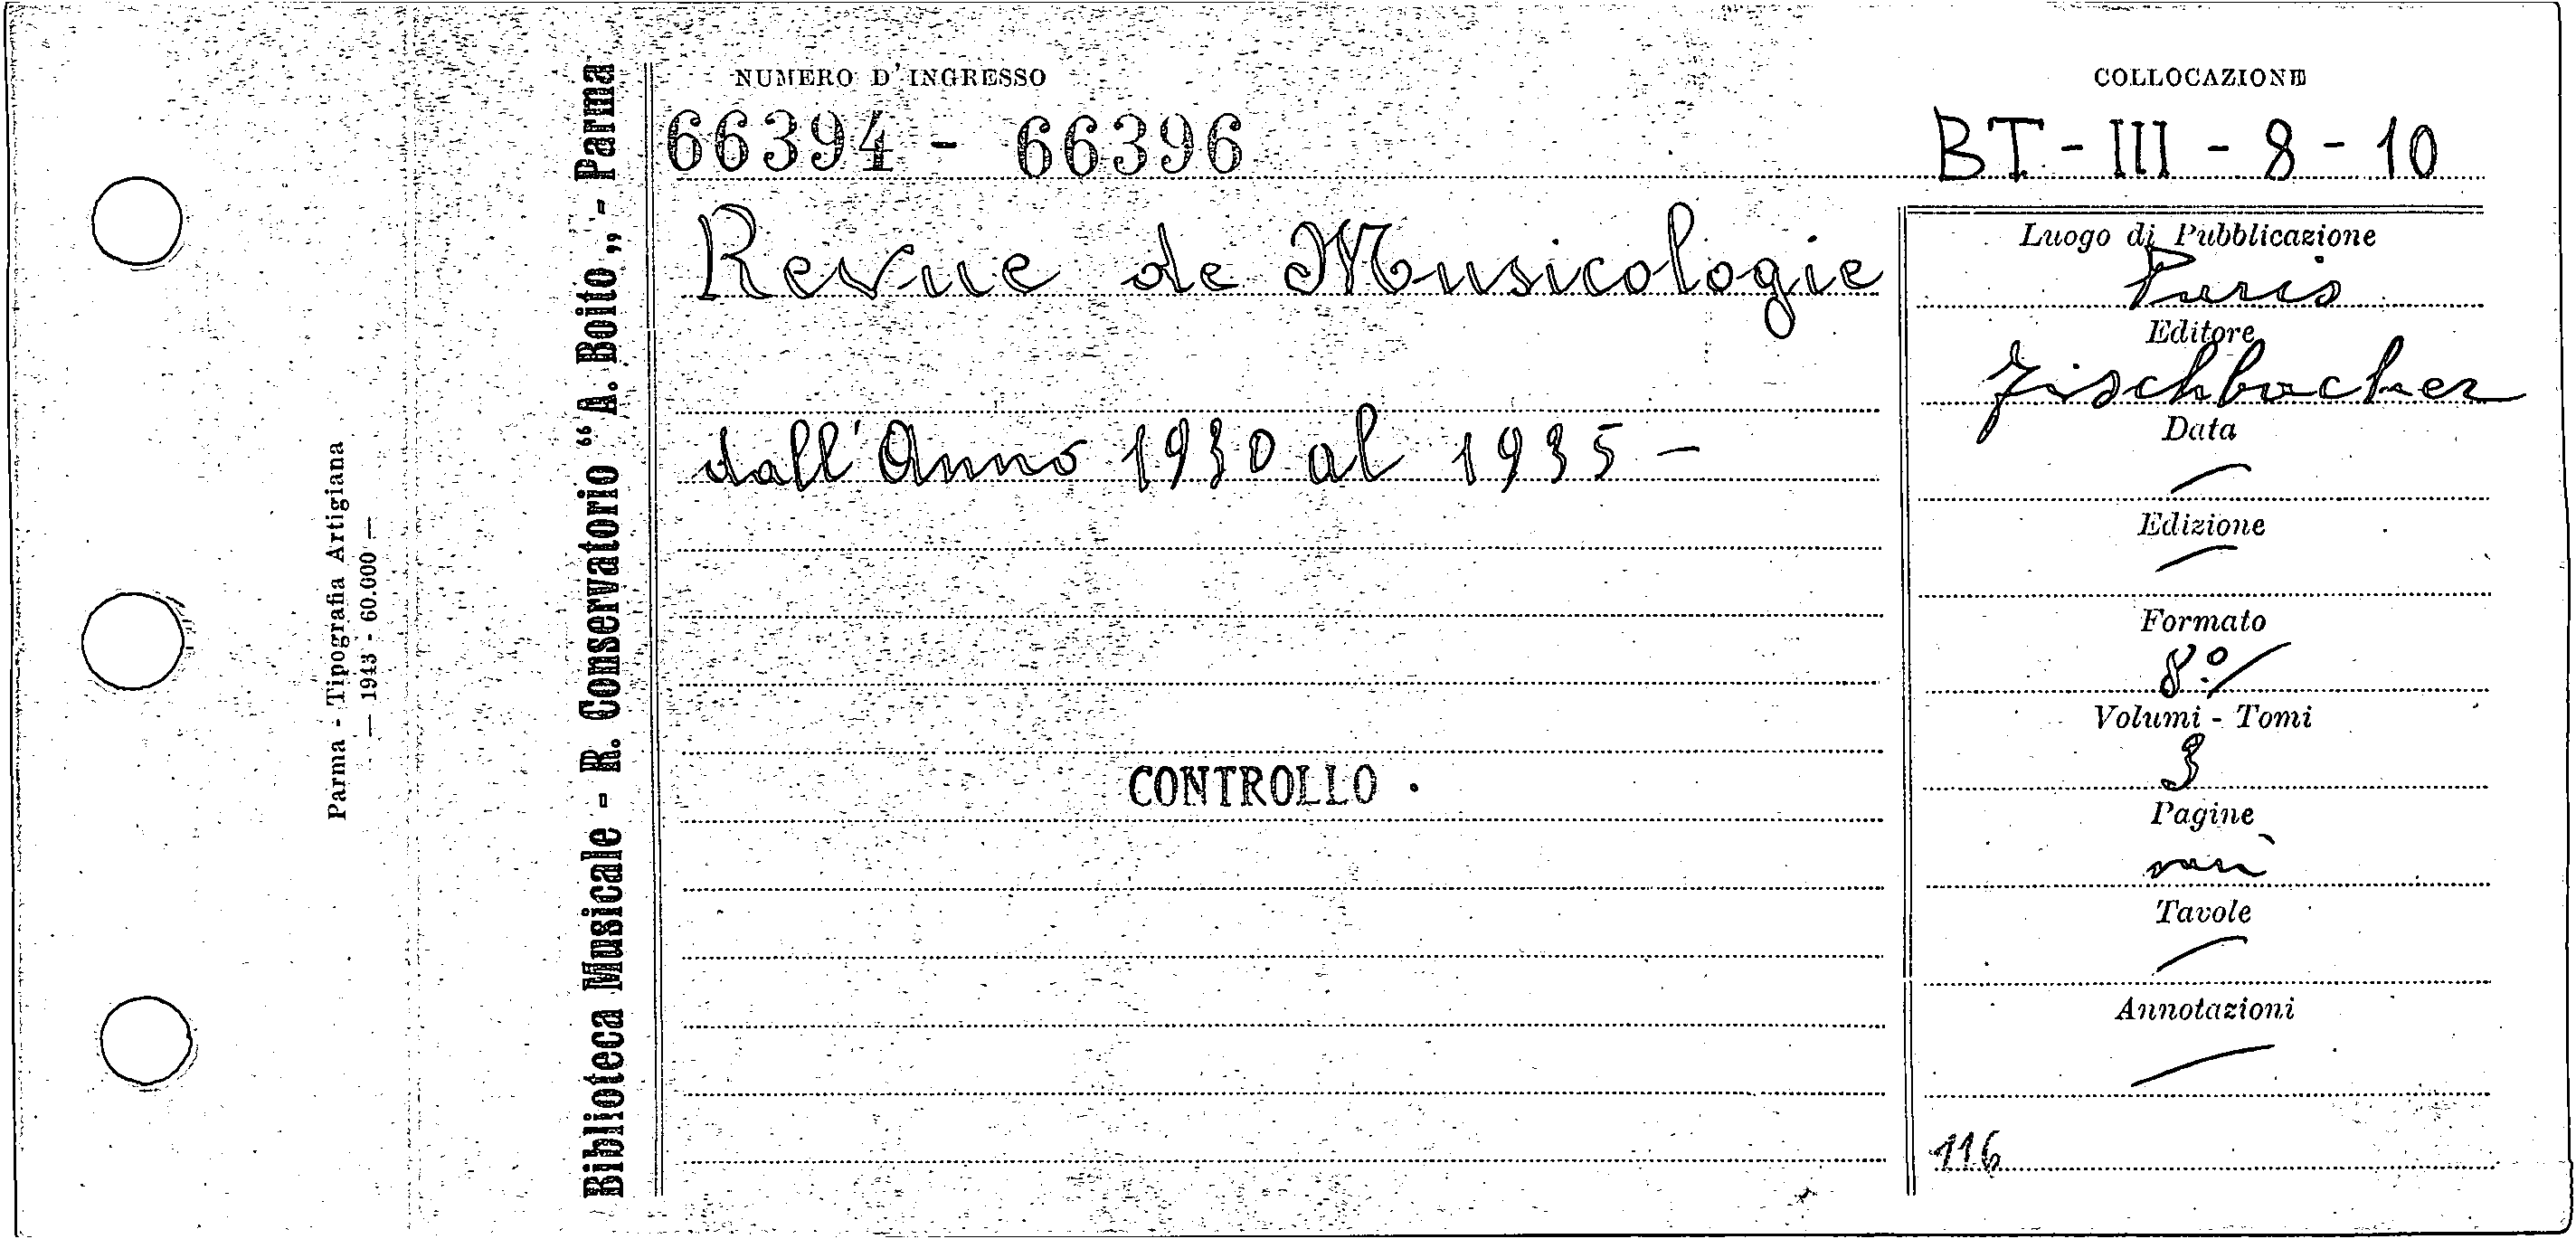 Parma - Tipografia Artigiana
— 1943 - 60.000 —
Biblioteca Musicale - R. Conservatorio “A. Boito„ - Parma
NUMERO D'INGRESSO
66394 - 66396
COLLOCAZIONE
BT - III - 8 - 10
Revue de Musicologie
dall'Anno 1930 al 1935 -
CONTROLLO
Luogo di Pubblicazione
Paris
Editore
Fischbacher
Data
Edizione
Formato
8º
Volumi - Tomi
3
Pagine
vari
Tavole
Annotazioni
116